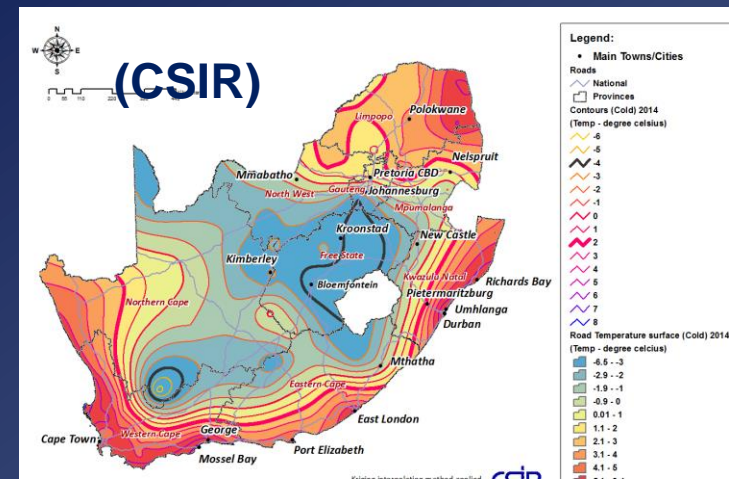 N
W E
S
(CSIR)
Limpopo
Polokwane
Nelspruit
Mmabatho
Pretoria CBD
North West
Gauteng
Johannesburg
Mpumalanga
Kroonstad
New Castle
Kimberley
Free State
Bloemfontein
Kwazulu Natal
Richards Bay
Pietermaritzburg
Umhlanga
Durban
Northern Cape
Mthatha
Eastern Cape
East London
Western Cape
George
Cape Town
Mossel Bay
Port Elizabeth
Kriging interpolation method applied
Legend:
Main Towns/Cities
Roads
National
Provinces
Contours (Cold) 2014
(Temp - degree celsius)
-6
-5
-4
-3
-2
-1
0
1
2
3
4
5
6
7
8
Road Temperature surface (Cold) 2014
(Temp - degree celcius)
-6.5 - -3
-2.9 - -2
-1.9 - -1
-0.9 - 0
0.01 - 1
1.1 - 2
2.1 - 3
3.1 - 4
4.1 - 5